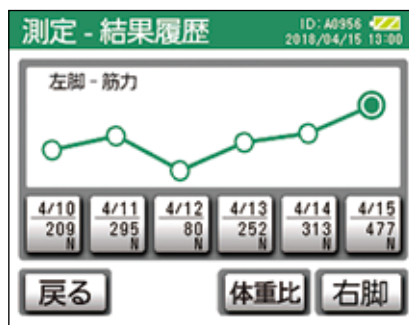 測定 - 結果履歴
ID: A0956
2018/04/15 13:00
左脚 - 筋力
4/10 4/11 4/12 4/13 4/14 4/15
209 295 80 252 313 477
N N N N N N
戻る 体重比 右脚